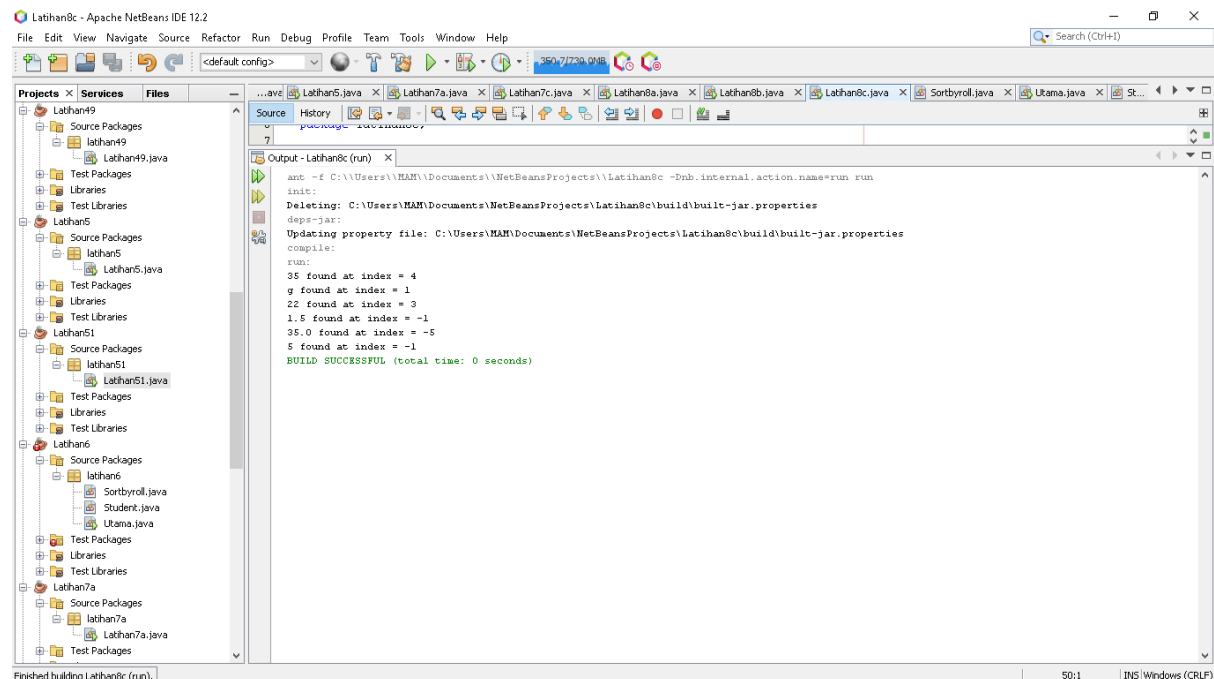 Latihan8c - Apache NetBeans IDE 12.2
File Edit View Navigate Source Refactor Run Debug Profile Team Tools Window Help
Search (Ctrl+I)
<default config>
350.7/730.0MB
Projects Services Files
...ava Latihan5.java Latihan7a.java Latihan7c.java Latihan8a.java Latihan8b.java Latihan8c.java Sortbyroll.java Utama.java St...
Source History
package latihan8c;
7
Output - Latihan8c (run)
ant -f C:\\Users\\MAM\\Documents\\NetBeansProjects\\Latihan8c -Dnb.internal.action.name=run run
init:
Deleting: C:\Users\MAM\Documents\NetBeansProjects\Latihan8c\build\built-jar.properties
deps-jar:
Updating property file: C:\Users\MAM\Documents\NetBeansProjects\Latihan8c\build\built-jar.properties
compile:
run:
35 found at index = 4
g found at index = 1
22 found at index = 3
1.5 found at index = -1
35.0 found at index = -5
5 found at index = -1
BUILD SUCCESSFUL (total time: 0 seconds)
Latihan49
Source Packages
latihan49
Latihan49.java
Test Packages
Libraries
Test Libraries
Latihan5
Source Packages
latihan5
Latihan5.java
Test Packages
Libraries
Test Libraries
Latihan51
Source Packages
latihan51
Latihan51.java
Test Packages
Libraries
Test Libraries
Latihan6
Source Packages
latihan6
Sortbyroll.java
Student.java
Utama.java
Test Packages
Libraries
Test Libraries
Latihan7a
Source Packages
latihan7a
Latihan7a.java
Test Packages
Finished building Latihan8c (run).
50:1 INS Windows (CRLF)